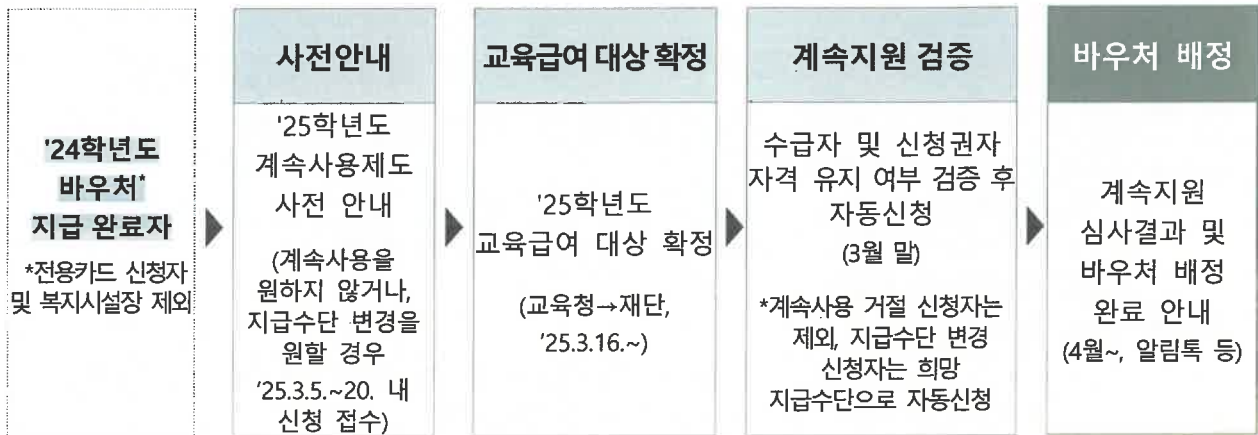 '24학년도
바우처*
지급 완료자
*전용카드 신청자
및 복지시설장 제외
사전안내
'25학년도
계속사용제도
사전 안내
(계속사용을
원하지 않거나,
지급수단 변경을
원할 경우
'25.3.5.~20. 내
신청 접수)
교육급여 대상 확정
'25학년도
교육급여 대상 확정
(교육청→재단,
'25.3.16.~)
계속지원 검증
수급자 및 신청권자
자격 유지 여부 검증 후
자동신청
(3월 말)
*계속사용 거절 신청자는
제외, 지급수단 변경
신청자는 희망
지급수단으로 자동신청
바우처 배정
계속지원
심사결과 및
바우처 배정
완료 안내
(4월~, 알림톡 등)